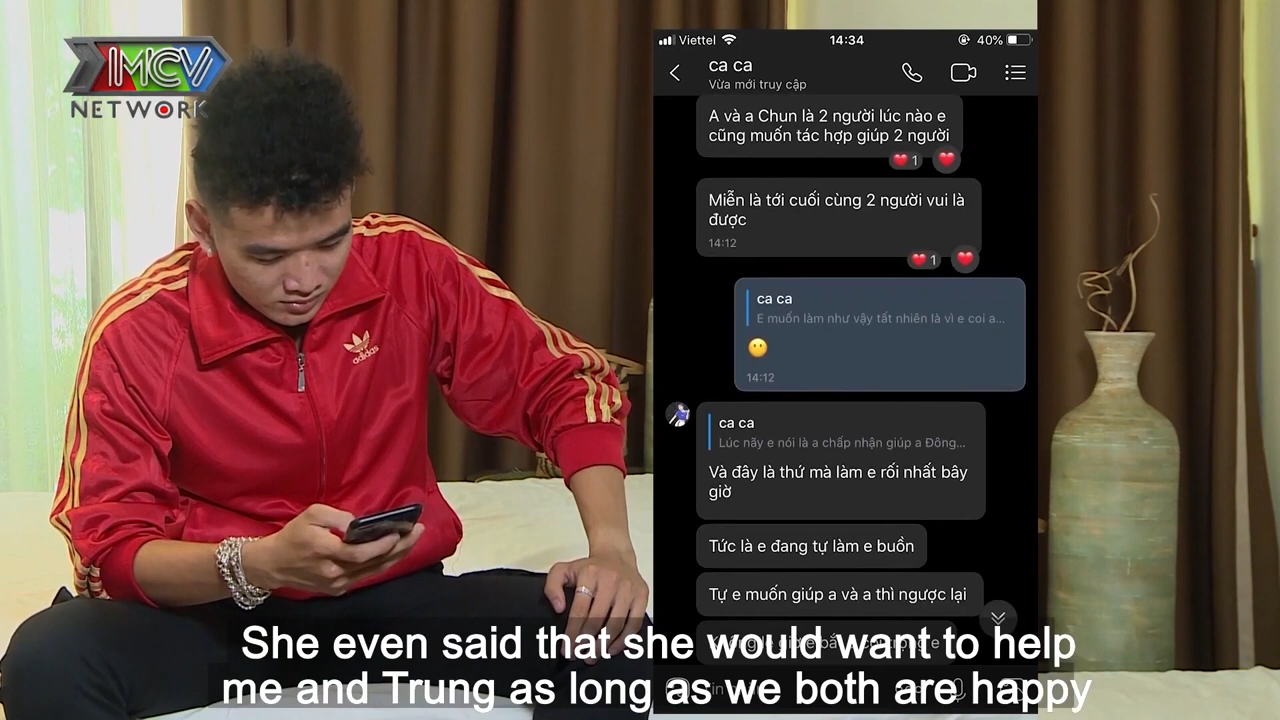 MCV
NETWORK
Viettel
14:34
40%
ca ca
Vừa mới truy cập
A và a Chun là 2 người lúc nào e
cũng muốn tác hợp giúp 2 người
1
Miễn là tới cuối cùng 2 người vui là
được
14:12
1
ca ca
E muốn làm như vậy tất nhiên là vì e coi a...
14:12
ca ca
Lúc nãy e nói là a chấp nhận giúp a Đông...
Và đây là thứ mà làm e rối nhất bây
giờ
Tức là e đang tự làm e buồn
Tự e muốn giúp a và a thì ngược lại
adidas
She even said that she would want to help
me and Trung as long as we both are happy